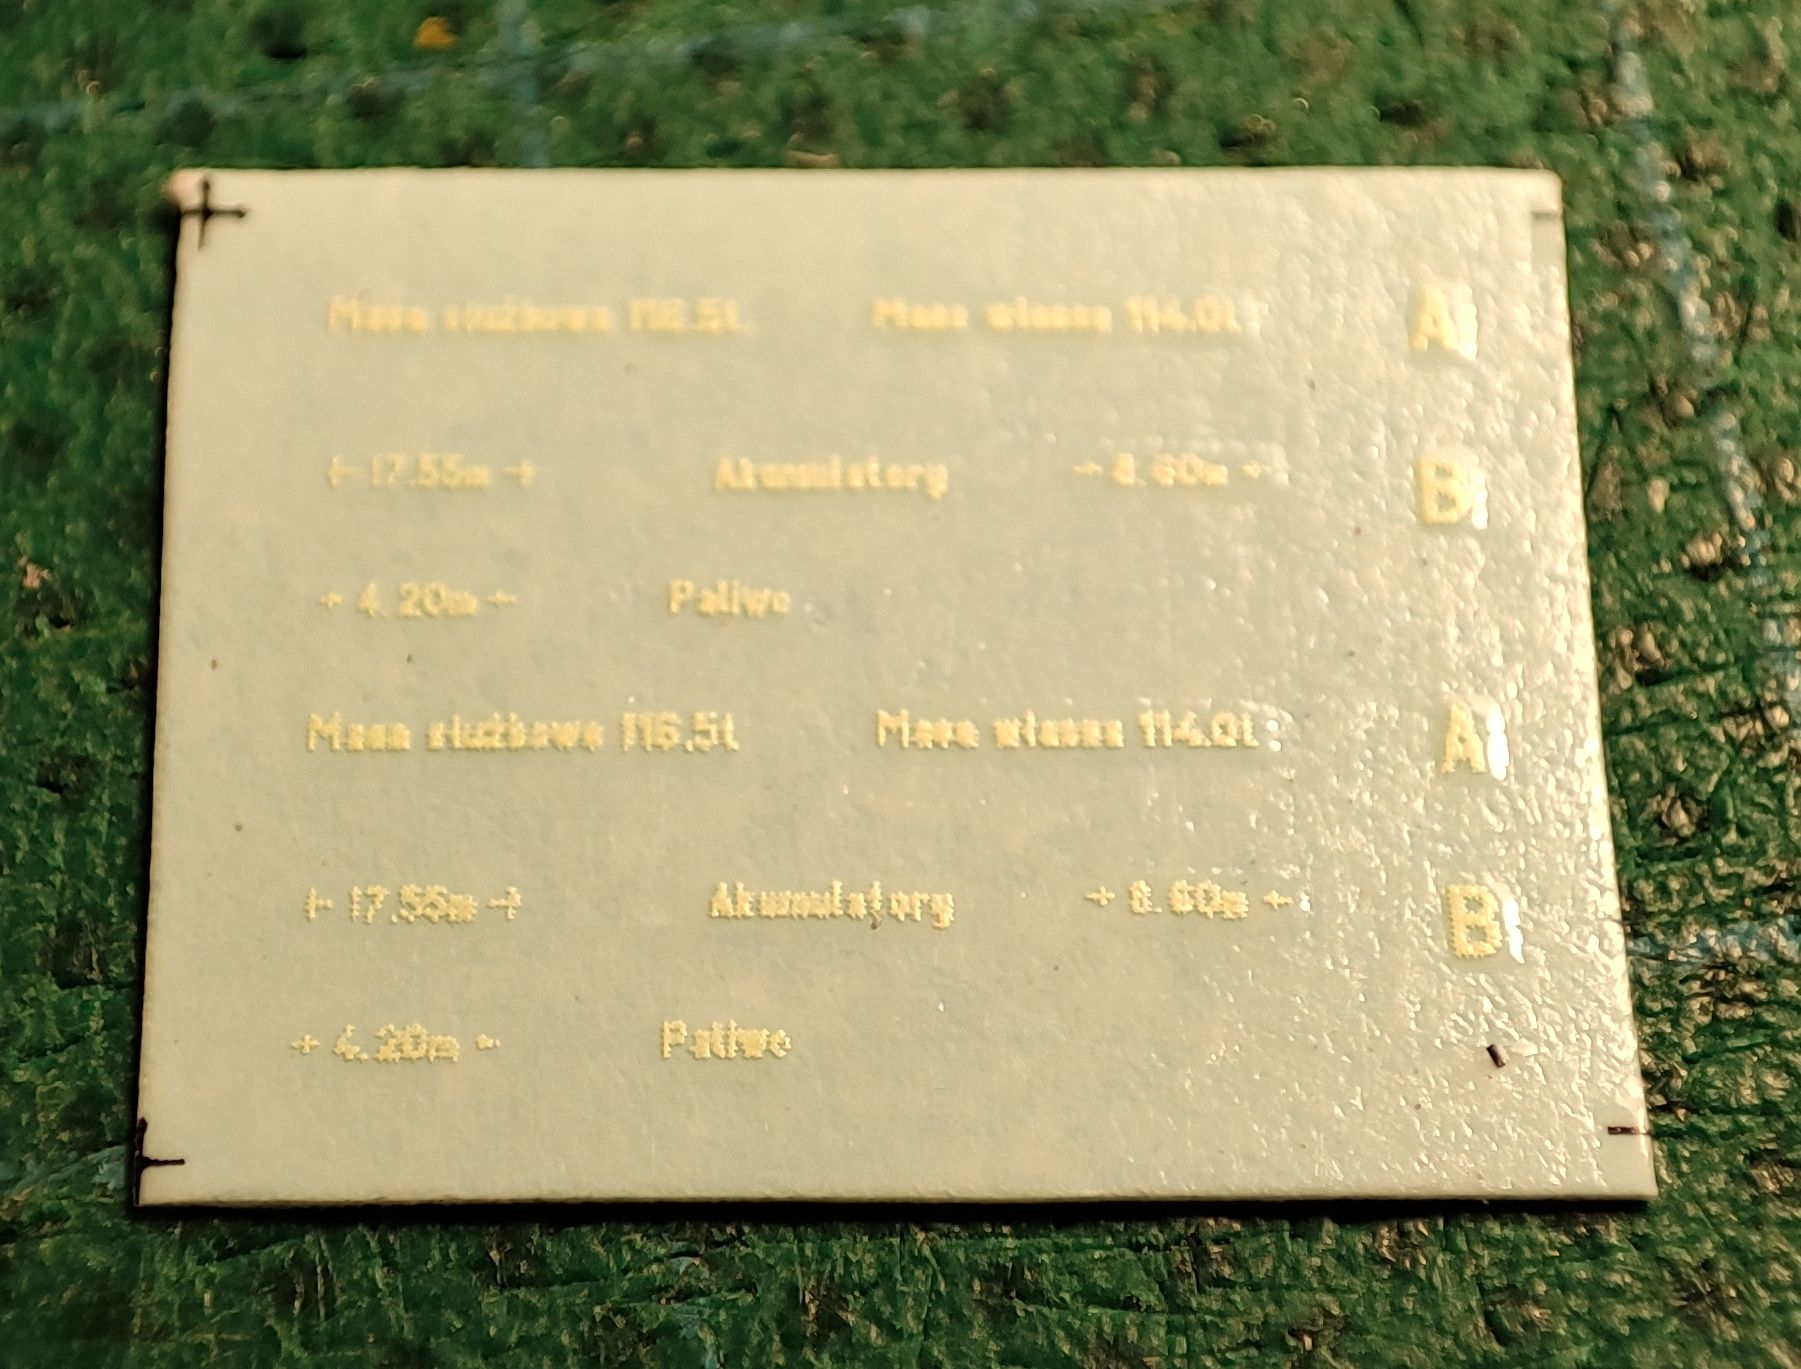 Masa służbowa 116.5t Masa własna 114.0t A
⊢ 17.55m ⊣ Akumulatory → 8.60m ← B
→ 4.20m ← Paliwo
Masa służbowa 116.5t Masa własna 114.0t A
⊢ 17.55m ⊣ Akumulatory → 8.60m ← B
→ 4.20m ← Paliwo